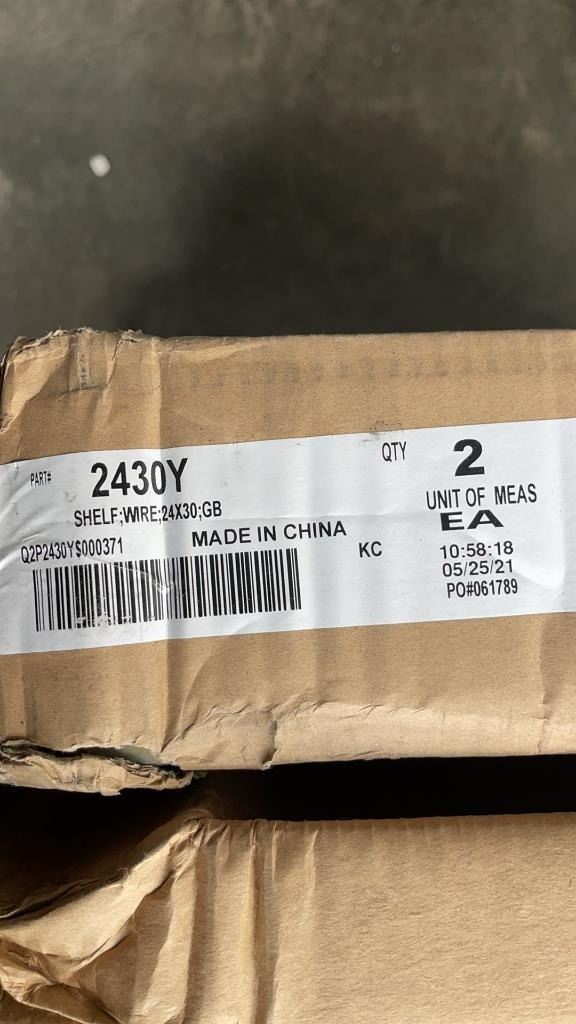 PART# 2430Y
SHELF;WIRE;24X30;GB
Q2P2430Y$000371
MADE IN CHINA
KC
QTY 2
UNIT OF MEAS
EA
10:58:18
05/25/21
PO#061789